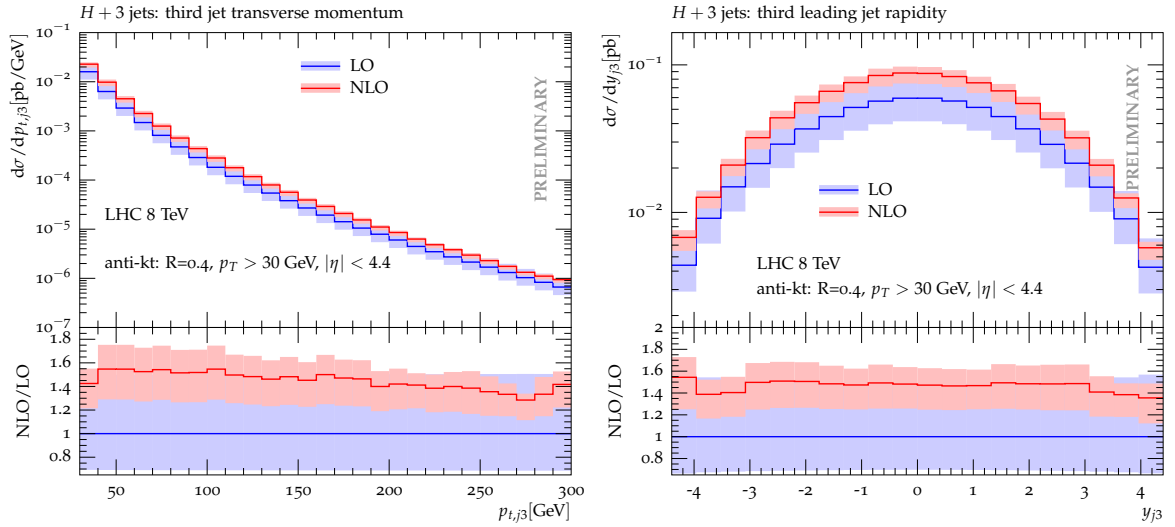 H + 3 jets: third jet transverse momentum
dσ/dp_{t,j3}[pb/GeV]
10^{-1}
10^{-2}
10^{-3}
10^{-4}
10^{-5}
10^{-6}
10^{-7}
LO
NLO
PRELIMINARY
LHC 8 TeV
anti-kt: R=0.4, p_T > 30 GeV, |η| < 4.4
NLO/LO
1.8
1.6
1.4
1.2
1
0.8
50 100 150 200 250 300
p_{t,j3}[GeV]
H + 3 jets: third leading jet rapidity
dσ/dy_{j3}[pb]
10^{-1}
10^{-2}
PRELIMINARY
LO
NLO
LHC 8 TeV
anti-kt: R=0.4, p_T > 30 GeV, |η| < 4.4
NLO/LO
2
1.8
1.6
1.4
1.2
1
0.8
-4 -3 -2 -1 0 1 2 3 4
y_{j3}